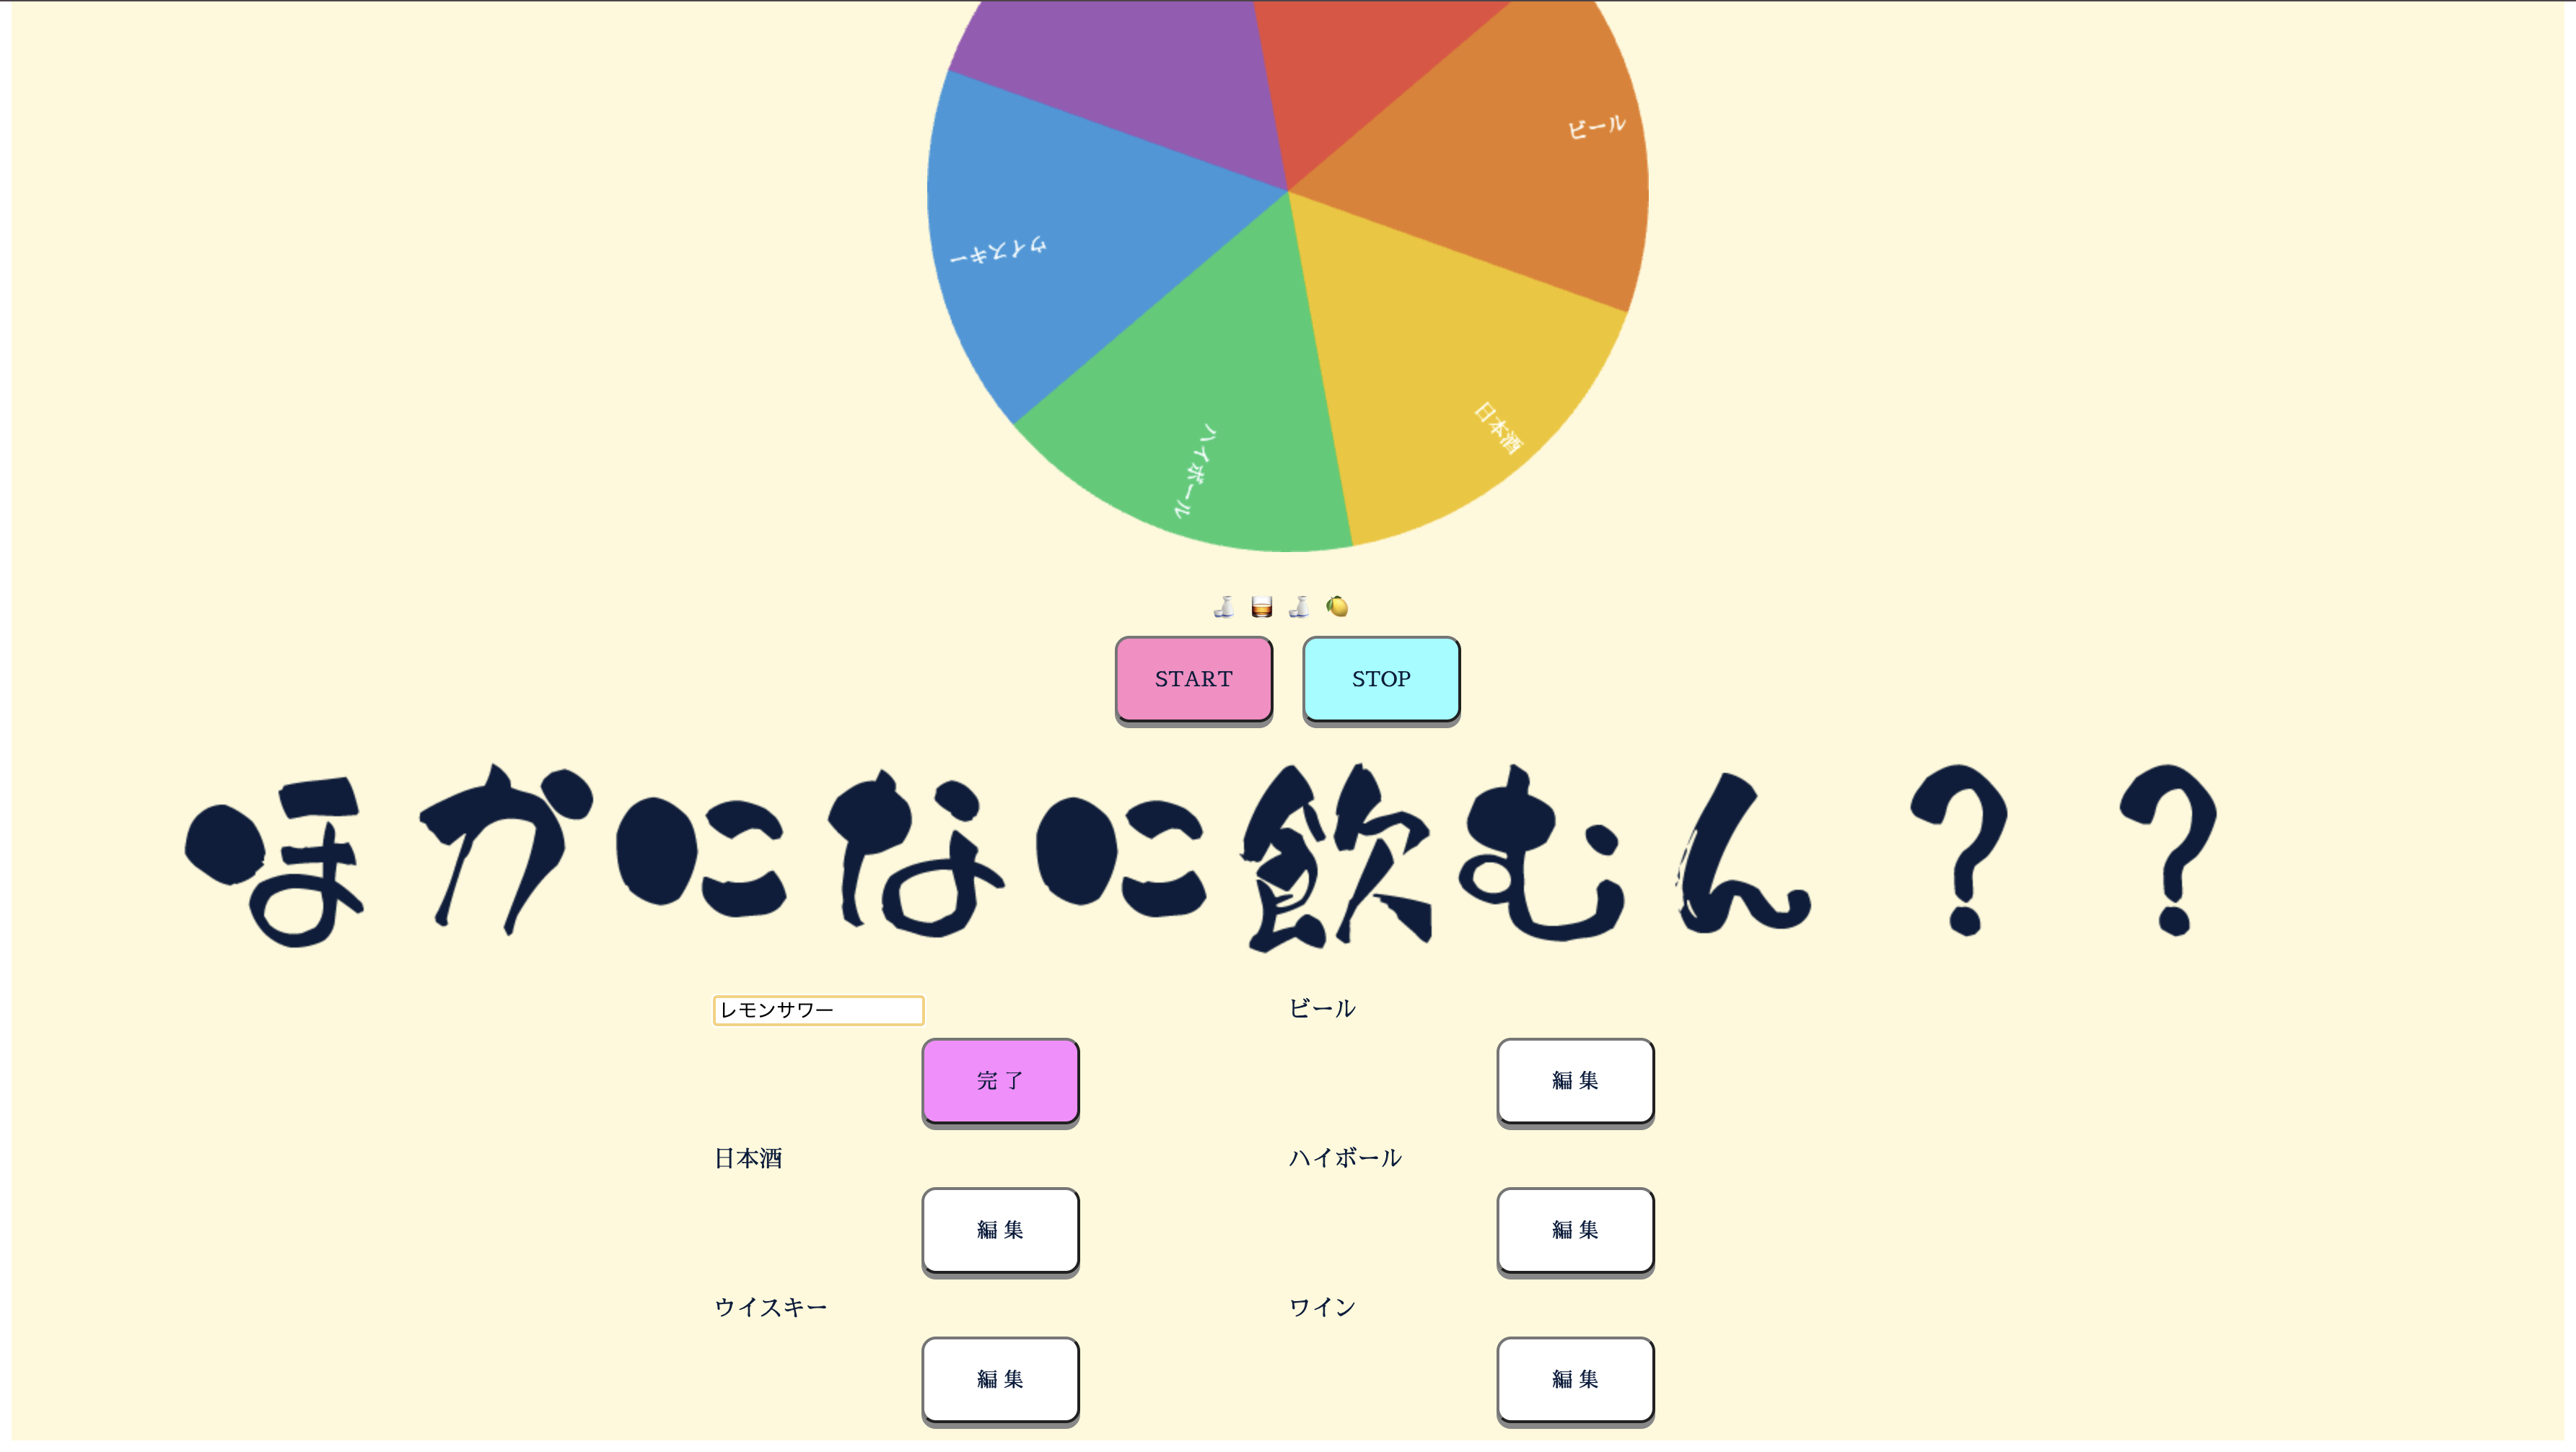 ビール
ウイスキー
日本酒
ハイボール
START
STOP
ほかになに飲むん??
レモンサワー
ビール
完了
編集
日本酒
ハイボール
編集
編集
ウイスキー
ワイン
編集
編集